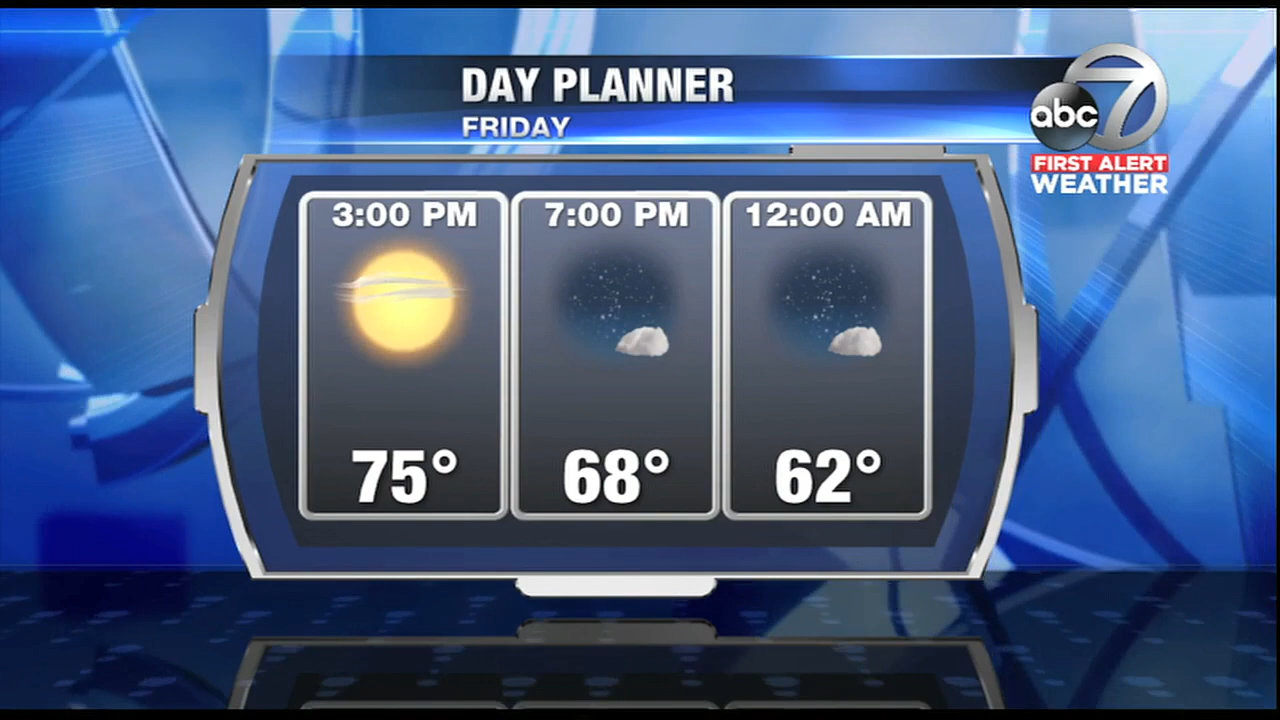 DAY PLANNER
FRIDAY
abc 7
FIRST ALERT
WEATHER
3:00 PM
7:00 PM
12:00 AM
75°
68°
62°